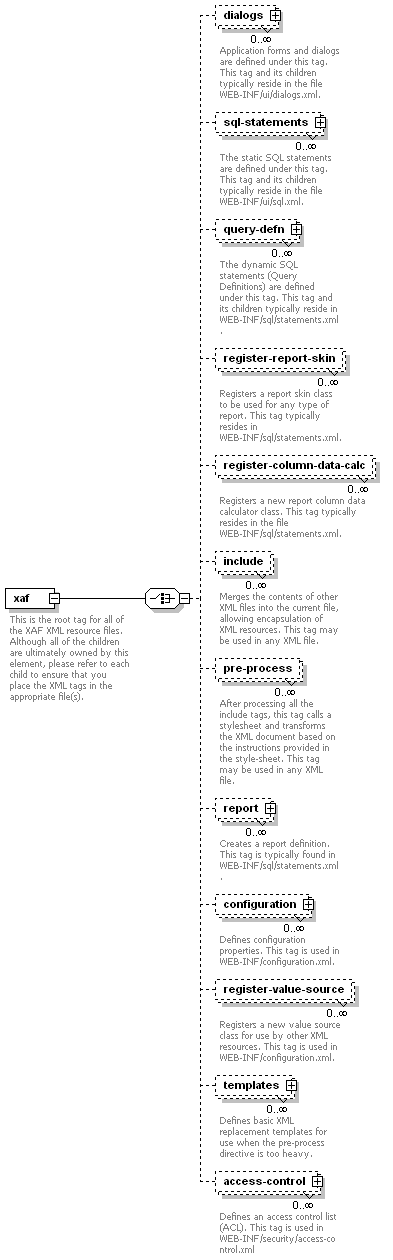 dialogs
0..∞
Application forms and dialogs
are defined under this tag.
This tag and its children
typically reside in the file
WEB-INF/ui/dialogs.xml.
sql-statements
0..∞
Tthe static SQL statements
are defined under this tag.
This tag and its children
typically reside in the file
WEB-INF/ui/sql.xml.
query-defn
0..∞
Tthe dynamic SQL
statements (Query
Definitions) are defined
under this tag. This tag and
its children typically reside in
WEB-INF/sql/statements.xml
.
register-report-skin
0..∞
Registers a report skin class
to be used for any type of
report. This tag typically
resides in
WEB-INF/sql/statements.xml.
register-column-data-calc
0..∞
Registers a new report column data
calculator class. This tag typically
resides in the file
WEB-INF/sql/statements.xml.
include
0..∞
Merges the contents of other
XML files into the current file,
allowing encapsulation of
XML resources. This tag may
be used in any XML file.
xaf
This is the root tag for all of
the XAF XML resource files.
Although all of the children
are ultimately owned by this
element, please refer to each
child to ensure that you
place the XML tags in the
appropriate file(s).
pre-process
0..∞
After processing all the
include tags, this tag calls a
stylesheet and transforms
the XML document based on
the instructions provided in
the style-sheet. This tag
may be used in any XML
file.
report
0..∞
Creates a report definition.
This tag is typically found in
WEB-INF/sql/statements.xml
.
configuration
0..∞
Defines configuration
properties. This tag is used in
WEB-INF/configuration.xml.
register-value-source
0..∞
Registers a new value source
class for use by other XML
resources. This tag is used in
WEB-INF/configuration.xml.
templates
0..∞
Defines basic XML
replacement templates for
use when the pre-process
directive is too heavy.
access-control
0..∞
Defines an access control list
(ACL). This tag is used in
WEB-INF/security/access-co
ntrol.xml